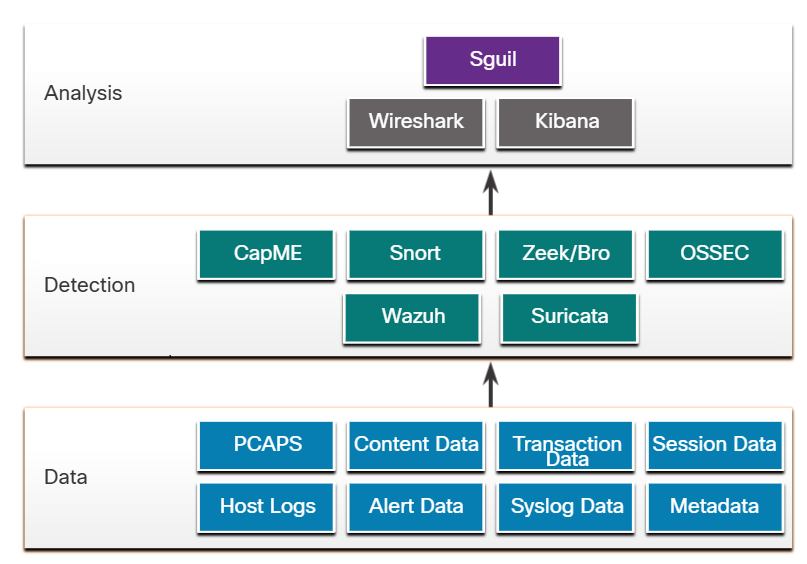 Analysis
Sguil
Wireshark
Kibana
Detection
CapME
Snort
Zeek/Bro
OSSEC
Wazuh
Suricata
Data
PCAPS
Content Data
Transaction
Data
Session Data
Host Logs
Alert Data
Syslog Data
Metadata